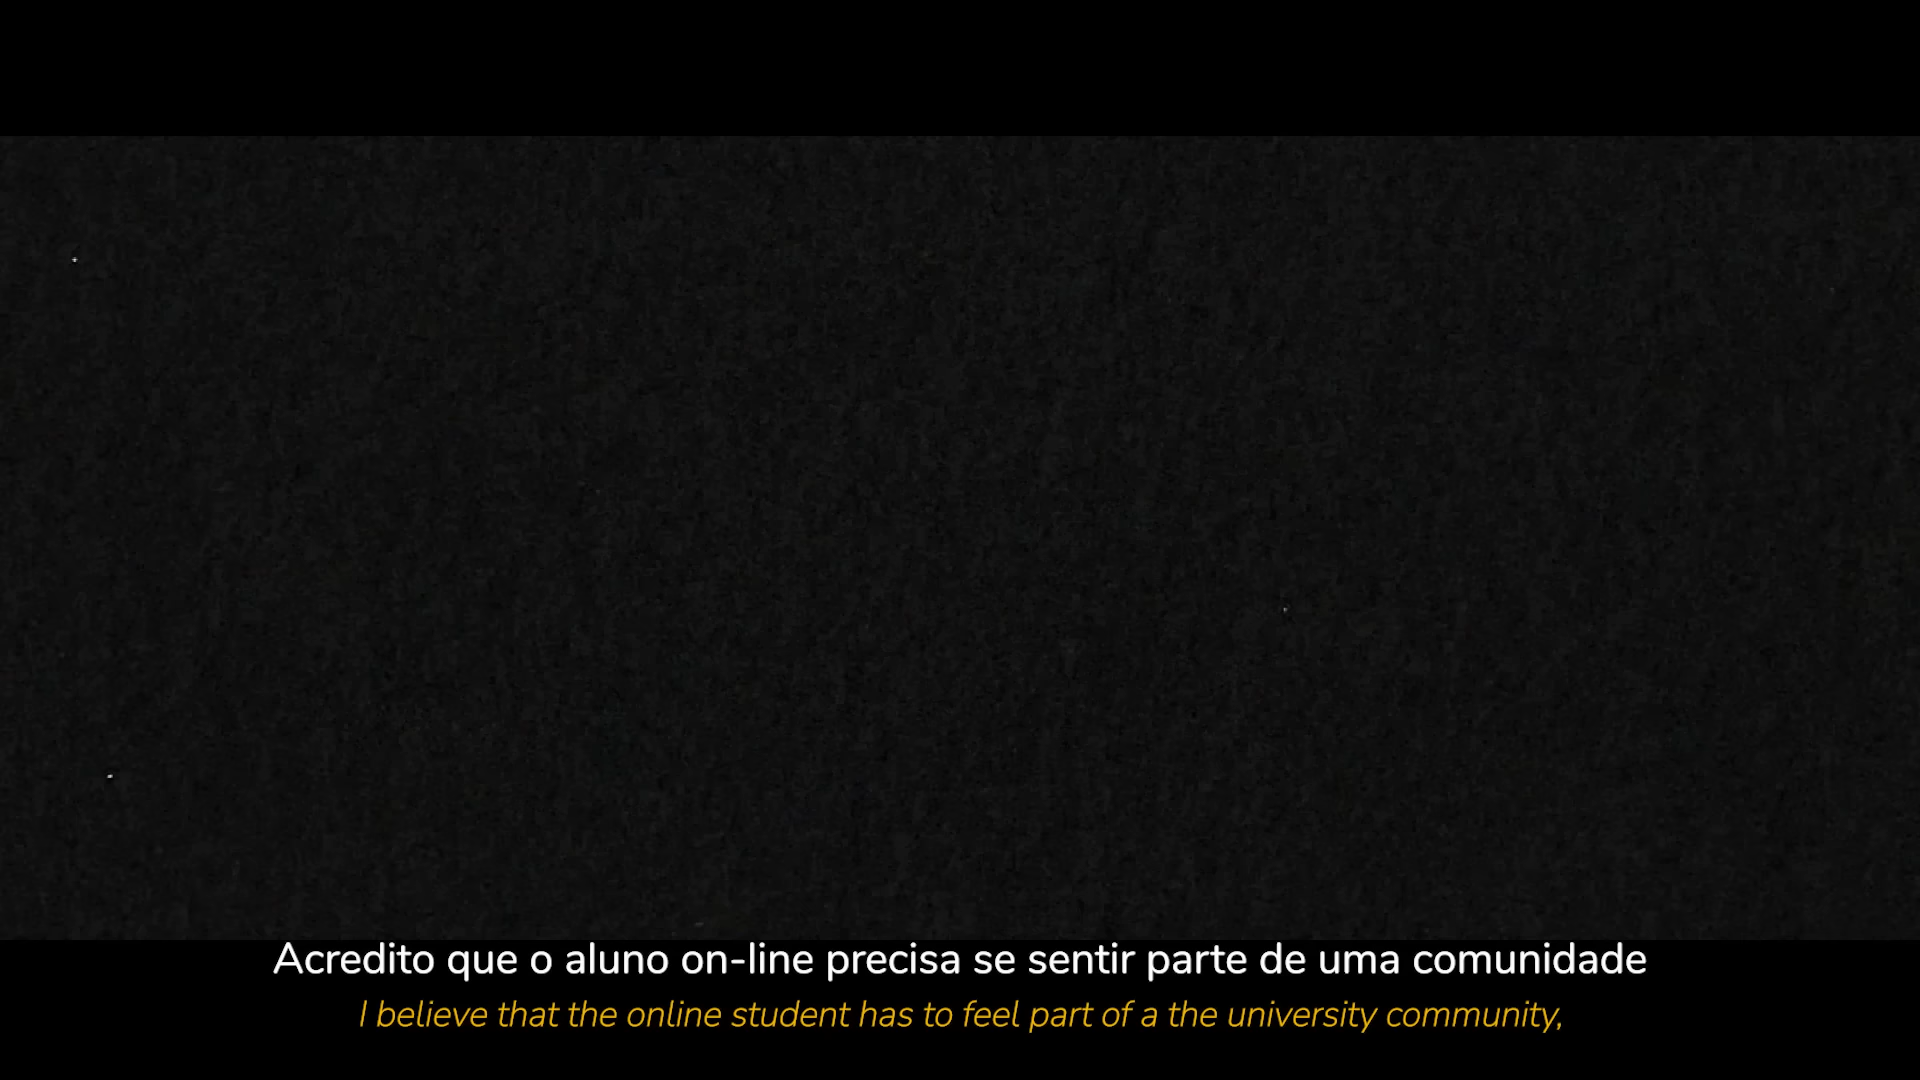 Acredito que o aluno on-line precisa se sentir parte de uma comunidade
I believe that the online student has to feel part of a the university community,